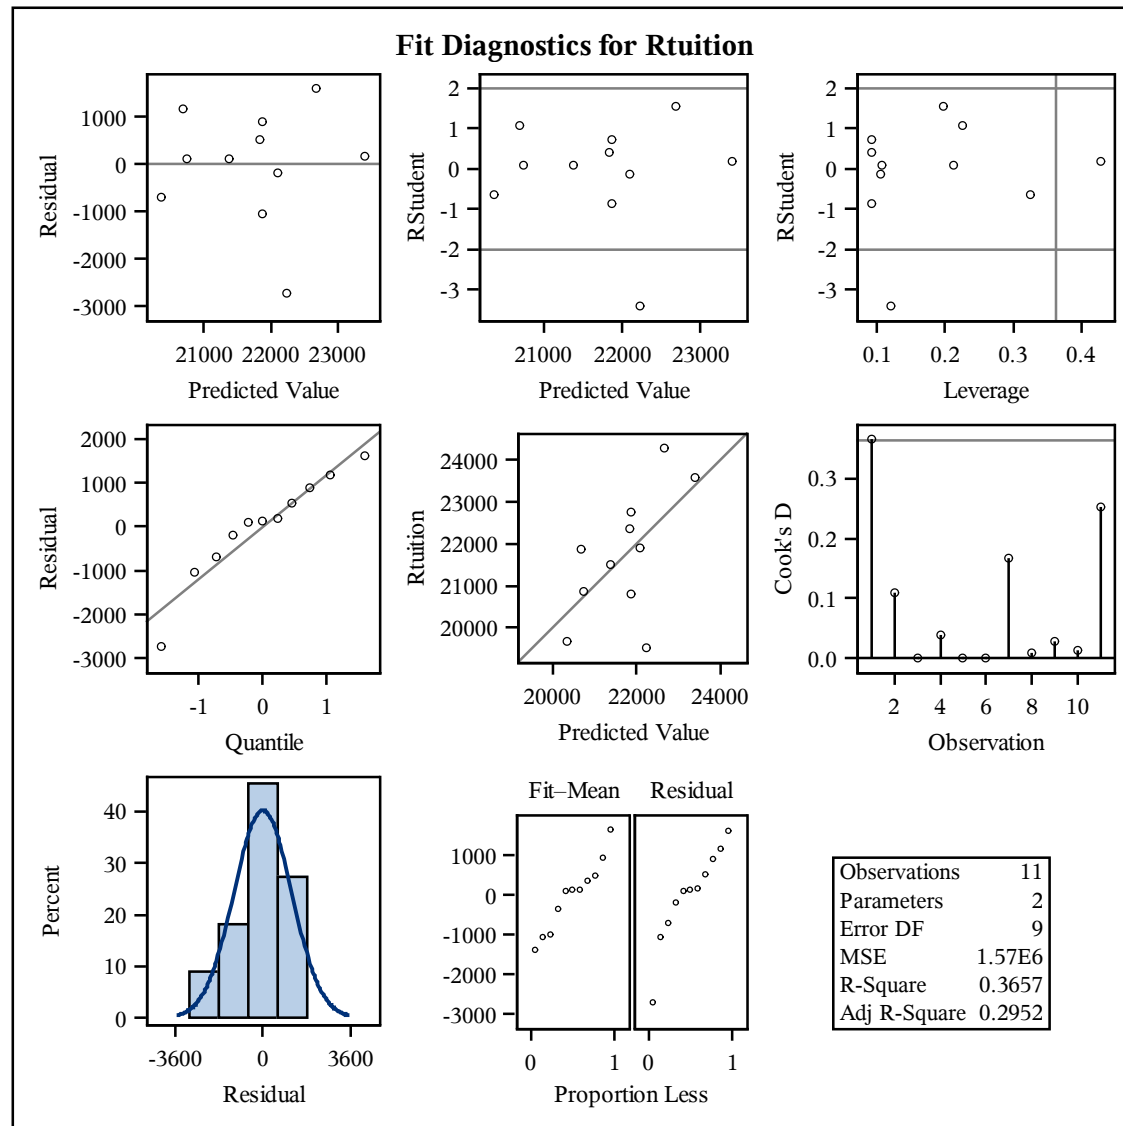 Fit Diagnostics for Rtuition
Residual
1000
0
-1000
-2000
-3000
21000 22000 23000
Predicted Value
RStudent
2
1
0
-1
-2
-3
21000 22000 23000
Predicted Value
RStudent
2
1
0
-1
-2
-3
0.1 0.2 0.3 0.4
Leverage
Residual
2000
1000
0
-1000
-2000
-3000
-1 0 1
Quantile
Rtuition
24000
23000
22000
21000
20000
20000 22000 24000
Predicted Value
Cook's D
0.3
0.2
0.1
0.0
2 4 6 8 10
Observation
Percent
40
30
20
10
0
-3600 0 3600
Residual
Fit–Mean Residual
1000
0
-1000
-2000
-3000
0 1 0 1
Proportion Less
Observations 11
Parameters 2
Error DF 9
MSE 1.57E6
R-Square 0.3657
Adj R-Square 0.2952